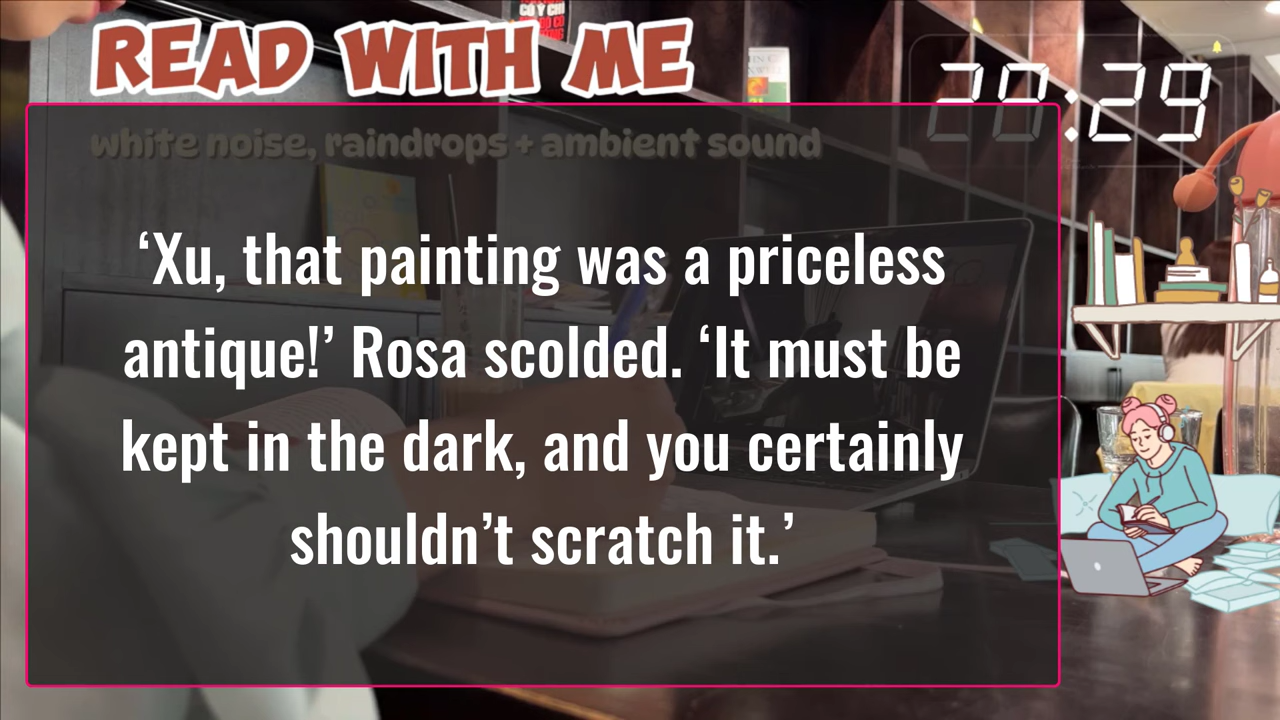 READ WITH ME
28:29
white noise, raindrops + ambient sound
‘Xu, that painting was a priceless
antique!’ Rosa scolded. ‘It must be
kept in the dark, and you certainly
shouldn’t scratch it.’